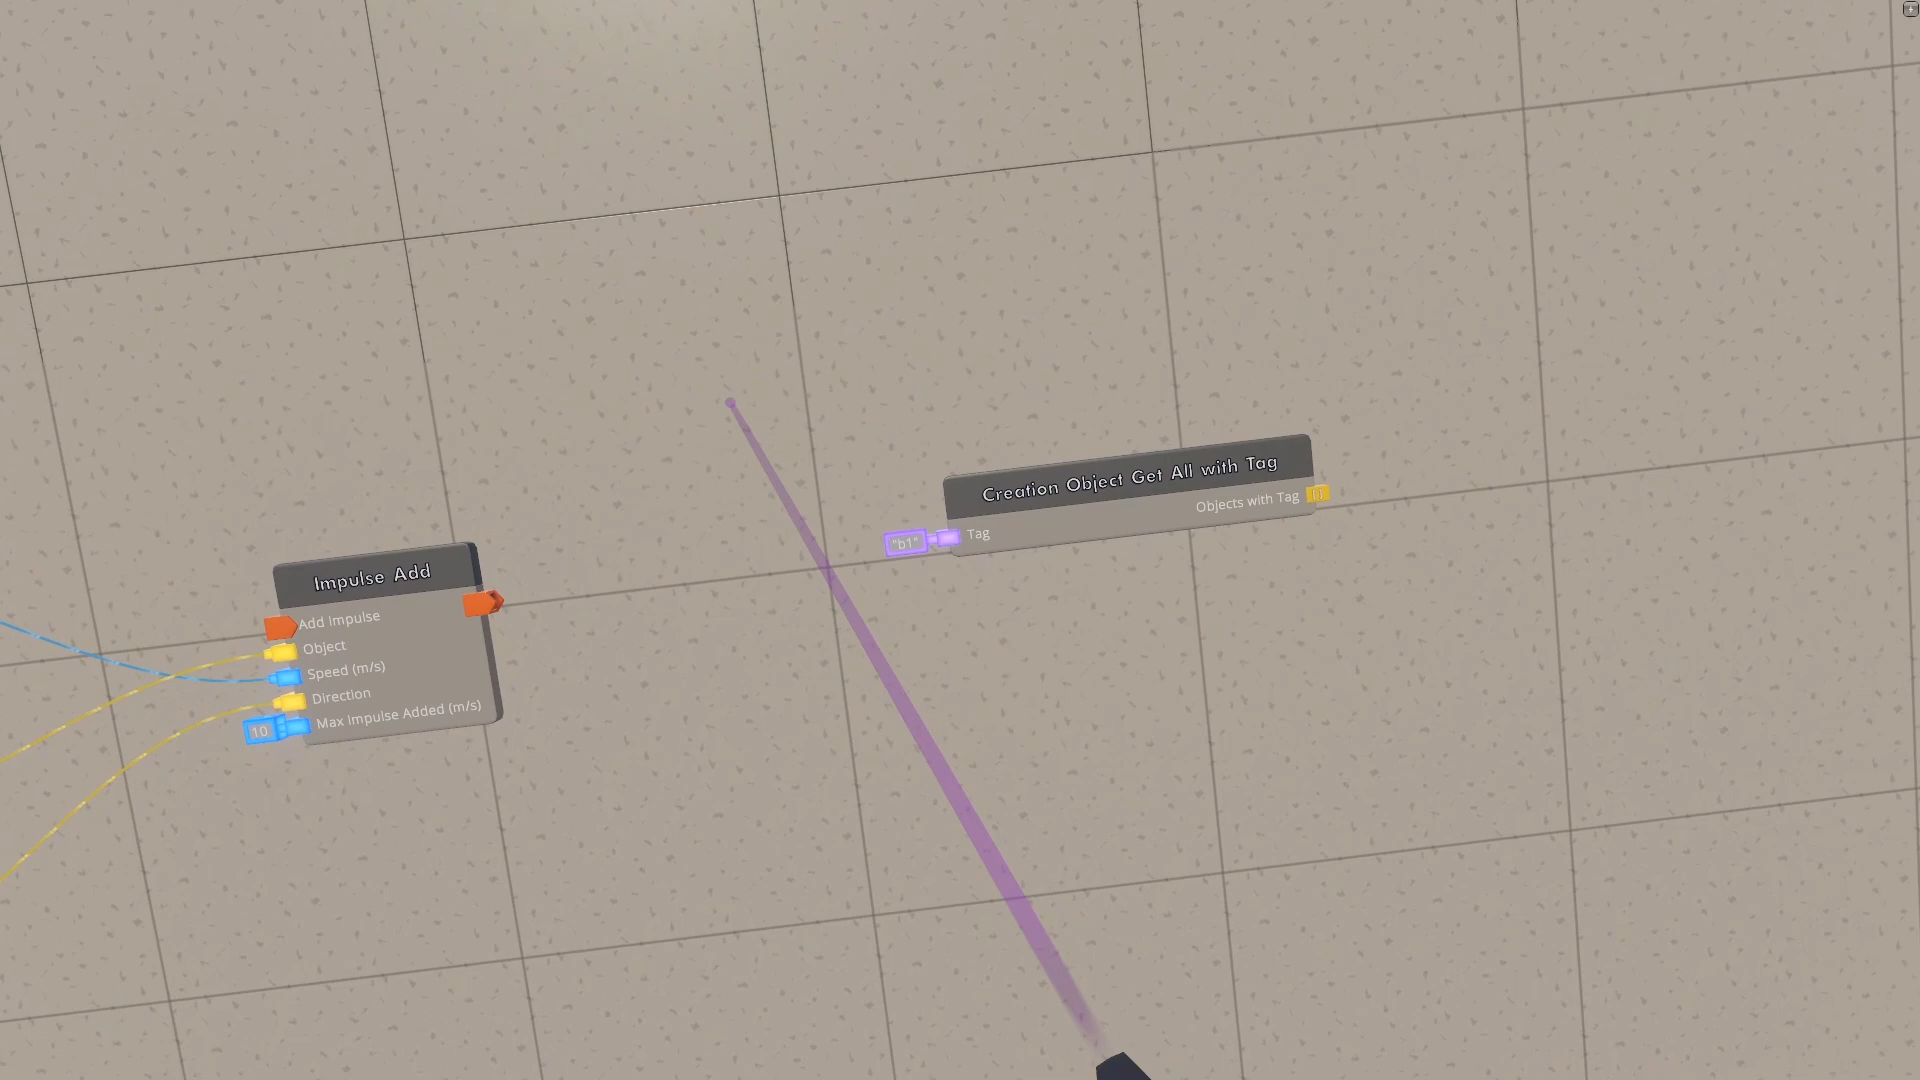 Creation Object Get All with Tag
Objects with Tag
"b1"
Tag
Impulse Add
Add Impulse
Object
Speed (m/s)
Direction
10
Max Impulse Added (m/s)